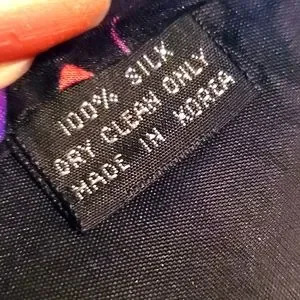 100% SILK
DRY CLEAN ONLY
MADE IN KOREA